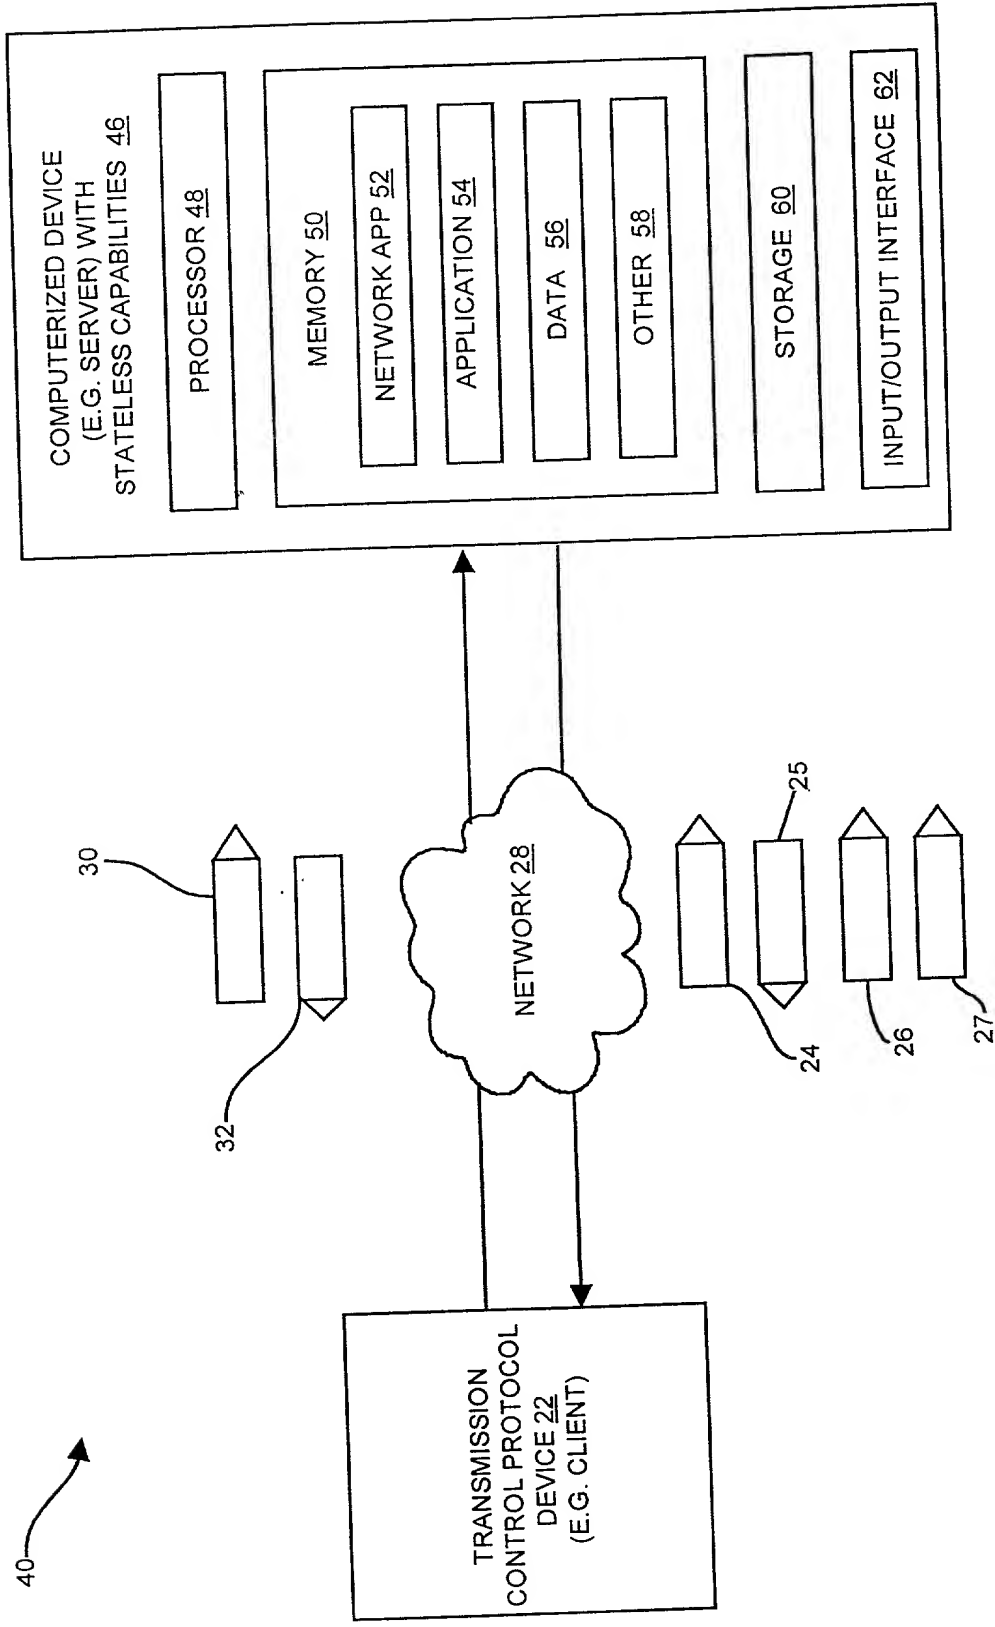 40
TRANSMISSION
CONTROL PROTOCOL
DEVICE 22
(E.G. CLIENT)
32
30
NETWORK 28
24
25
26
27
COMPUTERIZED DEVICE
(E.G. SERVER) WITH
STATELESS CAPABILITIES 46
PROCESSOR 48
MEMORY 50
NETWORK APP 52
APPLICATION 54
DATA 56
OTHER 58
STORAGE 60
INPUT/OUTPUT INTERFACE 62